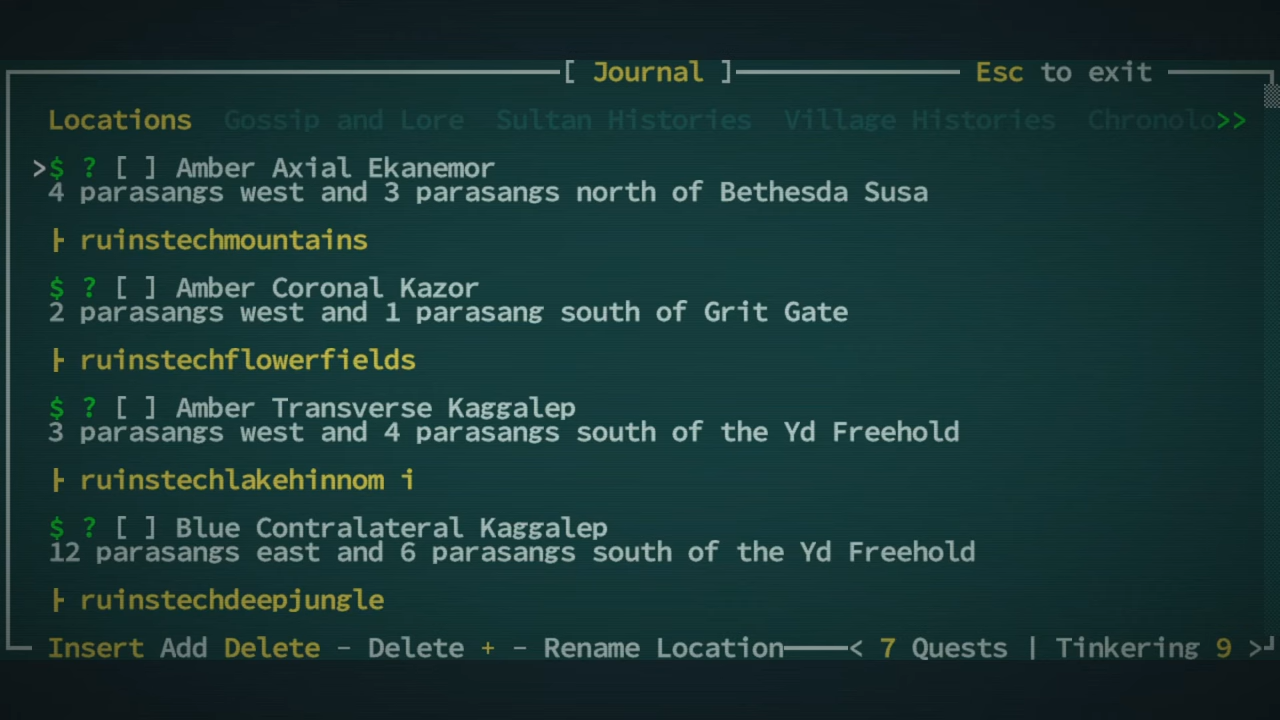 [ Journal ] Esc to exit
Locations Gossip and Lore Sultan Histories Village Histories Chronolo>>
>$ ? [ ] Amber Axial Ekanemor
4 parasangs west and 3 parasangs north of Bethesda Susa
├ ruinstechmountains
$ ? [ ] Amber Coronal Kazor
2 parasangs west and 1 parasang south of Grit Gate
├ ruinstechflowerfields
$ ? [ ] Amber Transverse Kaggalep
3 parasangs west and 4 parasangs south of the Yd Freehold
├ ruinstechlakehinnom i
$ ? [ ] Blue Contralateral Kaggalep
12 parasangs east and 6 parasangs south of the Yd Freehold
├ ruinstechdeepjungle
Insert Add Delete - Delete + - Rename Location < 7 Quests | Tinkering 9 >